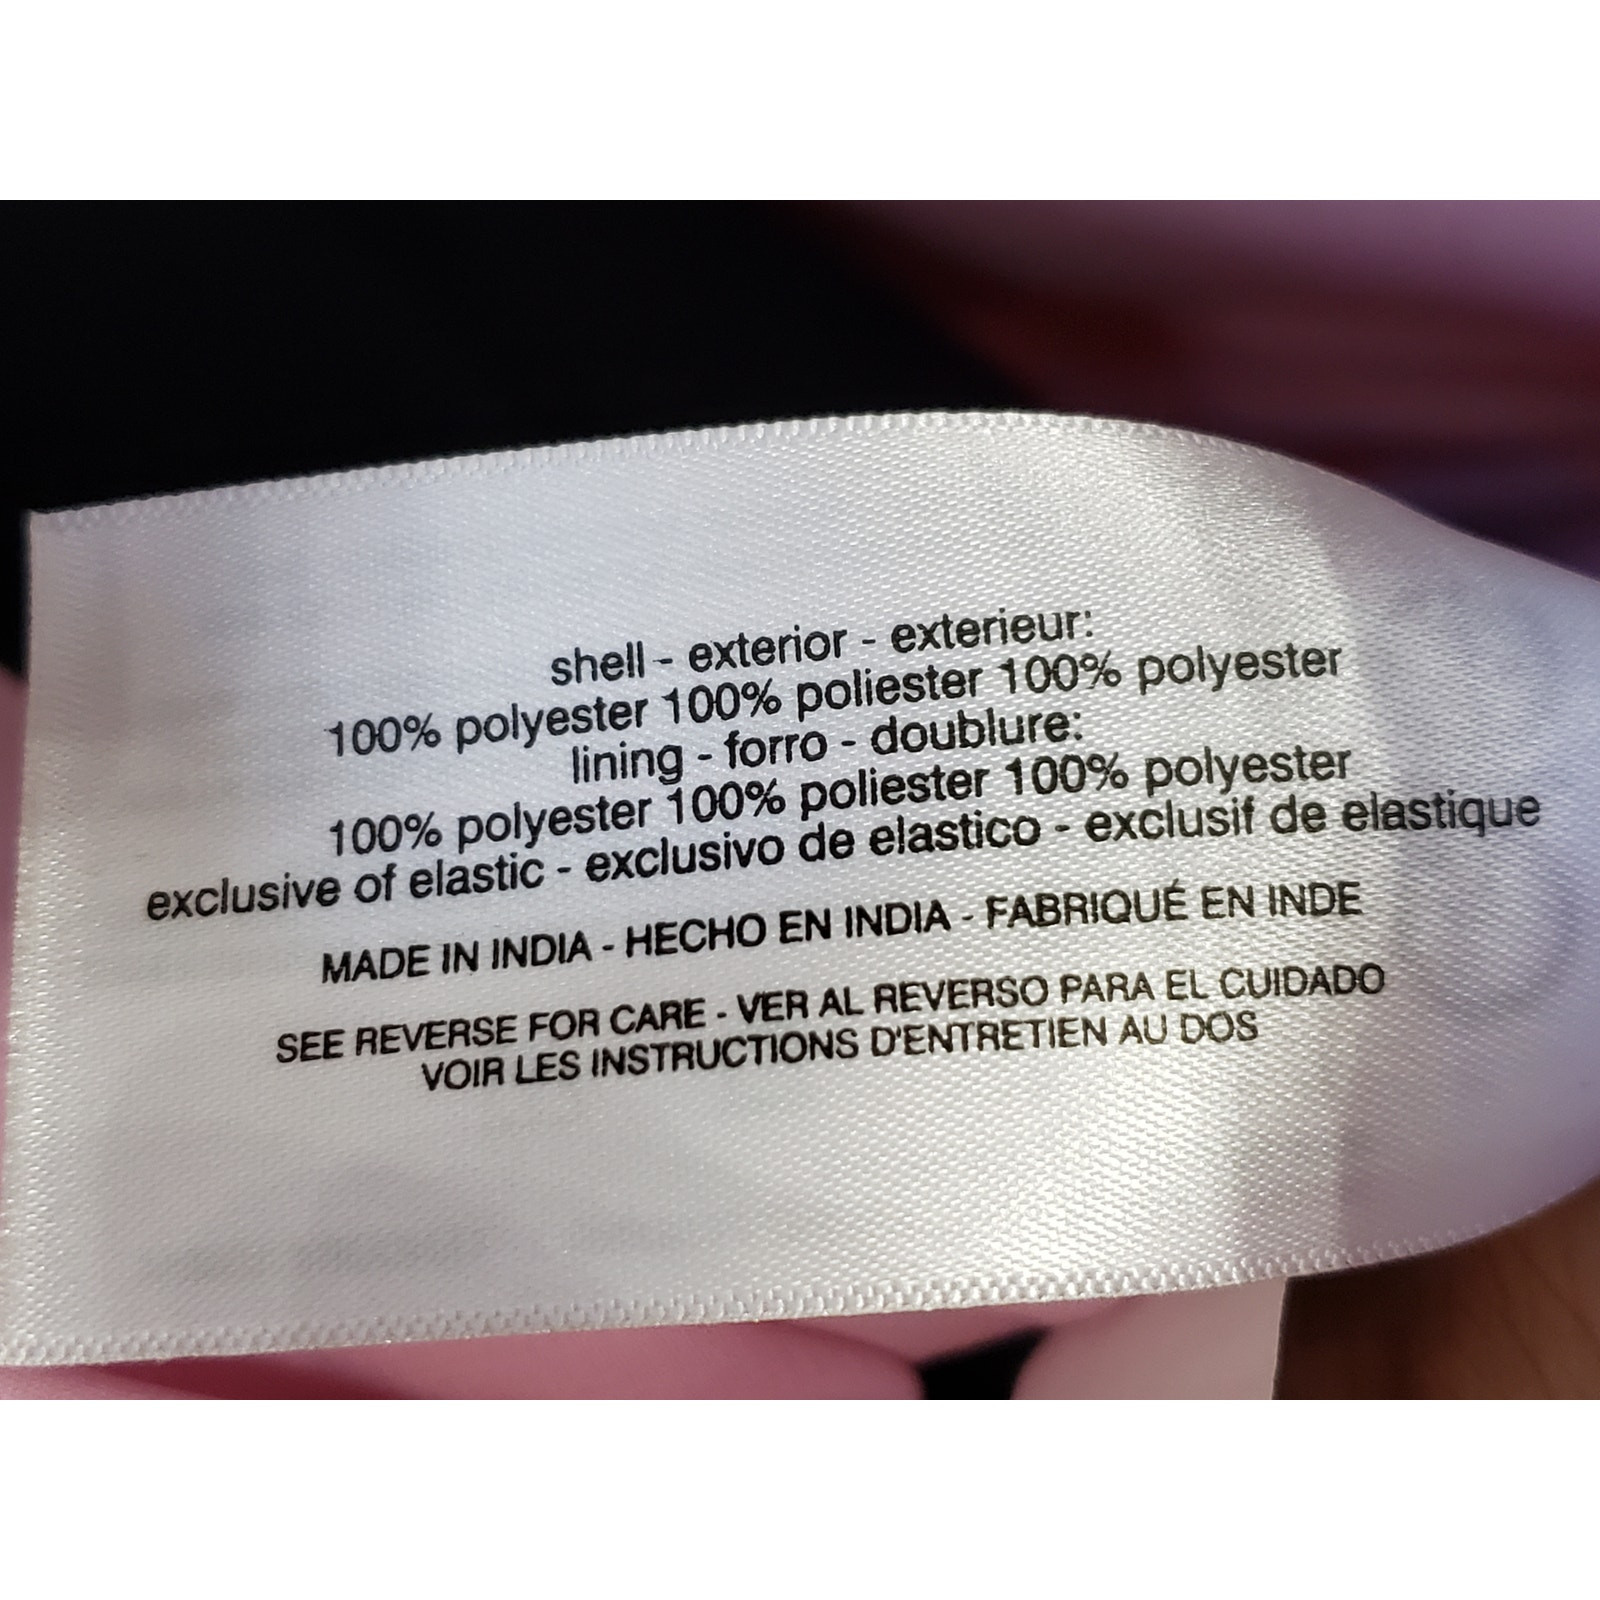 shell - exterior - exterieur:
100% polyester 100% poliester 100% polyester
lining - forro - doublure:
100% polyester 100% poliester 100% polyester
exclusive of elastic - exclusivo de elastico - exclusif de elastique
MADE IN INDIA - HECHO EN INDIA - FABRIQUÉ EN INDE
SEE REVERSE FOR CARE - VER AL REVERSO PARA EL CUIDADO
VOIR LES INSTRUCTIONS D'ENTRETIEN AU DOS